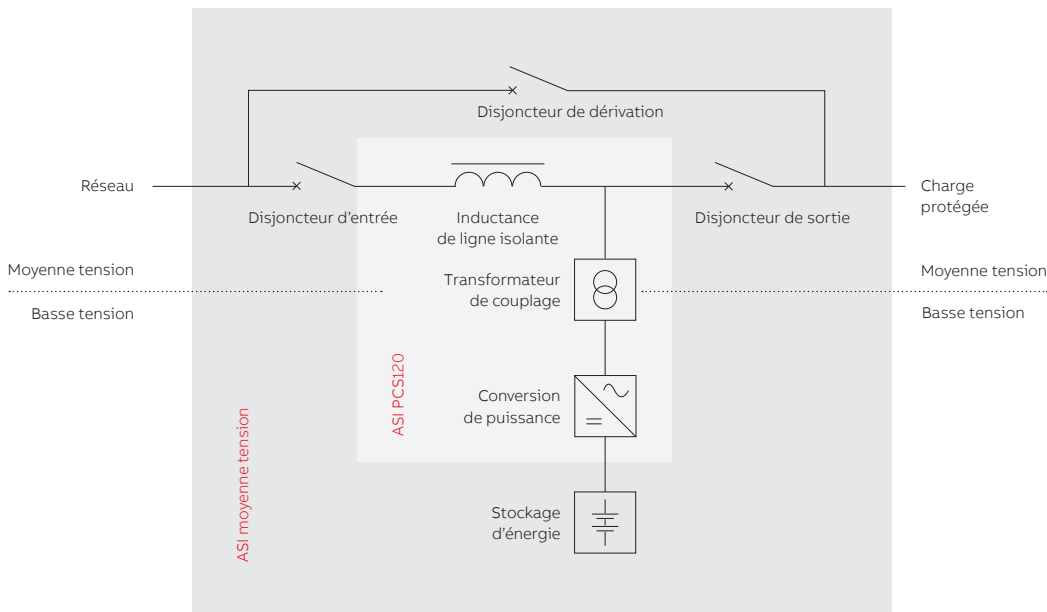 Disjoncteur de dérivation
Réseau
Disjoncteur d'entrée
Inductance
de ligne isolante
Disjoncteur de sortie
Charge
protégée
Moyenne tension
Basse tension
Transformateur
de couplage
Moyenne tension
Basse tension
ASI PCS120
Conversion
de puissance
ASI moyenne tension
Stockage
d'énergie